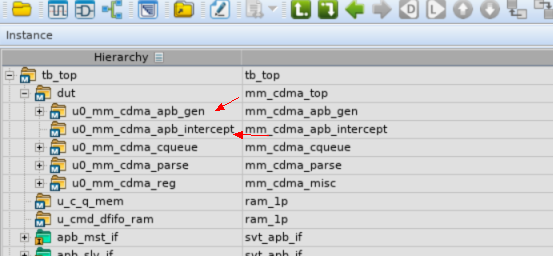 Instance
Hierarchy
tb_top tb_top
dut mm_cdma_top
u0_mm_cdma_apb_gen mm_cdma_apb_gen
u0_mm_cdma_apb_intercept mm_cdma_apb_intercept
u0_mm_cdma_cqueue mm_cdma_cqueue
u0_mm_cdma_parse mm_cdma_parse
u0_mm_cdma_reg mm_cdma_misc
u_c_q_mem ram_1p
u_cmd_dfifo_ram ram_1p
apb_mst_if svt_apb_if
apb_slv_if svt_apb_if